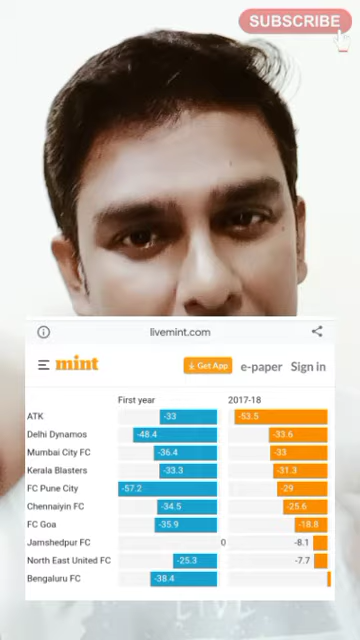 SUBSCRIBE
livemint.com
mint
Get App
e-paper
Sign in
First year 2017-18
ATK -33 -53.5
Delhi Dynamos -48.4 -33.6
Mumbai City FC -36.4 -33
Kerala Blasters -33.3 -31.3
FC Pune City -57.2 -29
Chennaiyin FC -34.5 -25.6
FC Goa -35.9 -18.8
Jamshedpur FC 0 -8.1
North East United FC -25.3 -7.7
Bengaluru FC -38.4
LIVE